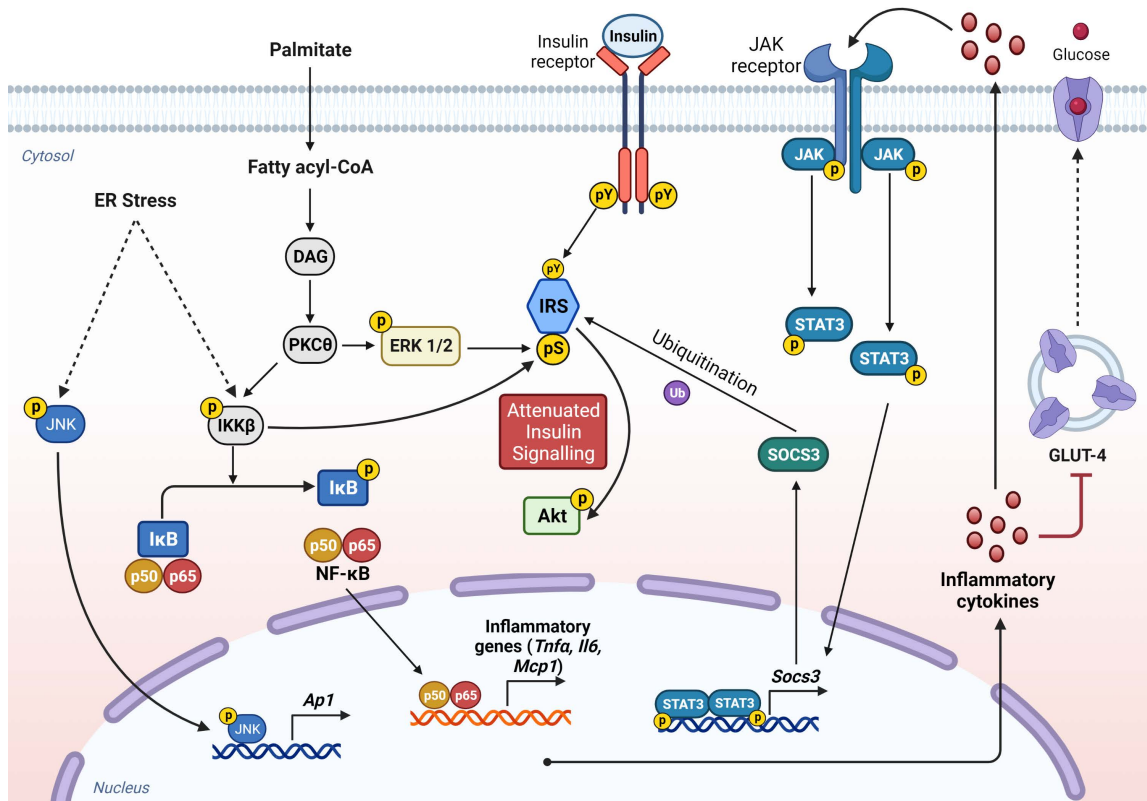 Palmitate
Insulin
receptor
Insulin
JAK
receptor
Glucose
Cytosol
Fatty acyl-CoA
ER Stress
JAK
p
JAK
p
pY
pY
DAG
pY
IRS
pS
PKCθ
p
ERK 1/2
STAT3
p
STAT3
p
Ubiquitination
Ub
p
JNK
p
IKKβ
Attenuated
Insulin
Signalling
SOCS3
GLUT-4
IκB
p
Akt
p
IκB
p50
p65
p50
p65
NF-κB
Inflammatory
cytokines
Inflammatory
genes (Tnfα, Il6,
Mcp1)
p50
p65
Socs3
STAT3
STAT3
p
p
Ap1
p
JNK
Nucleus